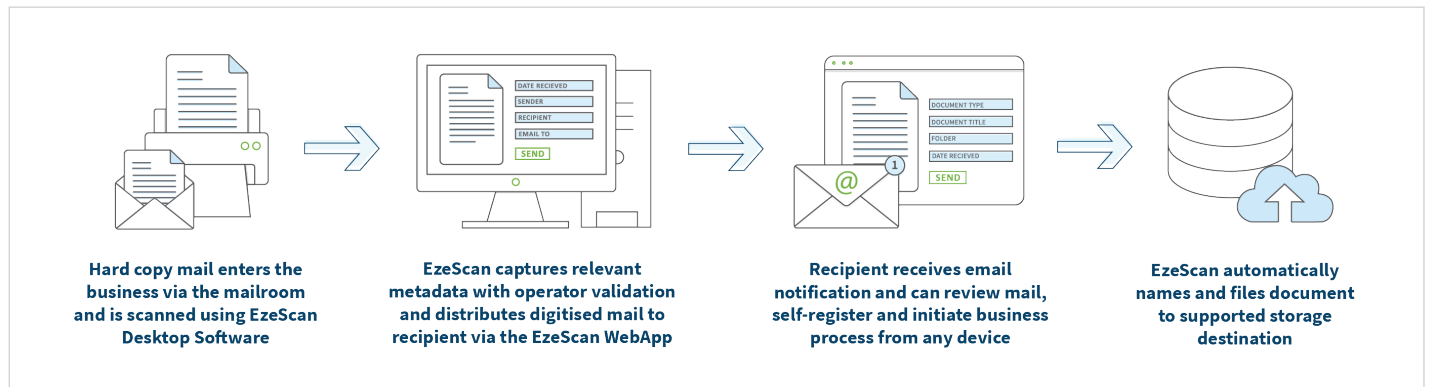 DATE RECIEVED
SENDER
RECIPIENT
EMAIL TO
SEND
DOCUMENT TYPE
DOCUMENT TITLE
FOLDER
DATE RECIEVED
SEND
1
@
Hard copy mail enters the
business via the mailroom
and is scanned using EzeScan
Desktop Software
EzeScan captures relevant
metadata with operator validation
and distributes digitised mail to
recipient via the EzeScan WebApp
Recipient receives email
notification and can review mail,
self-register and initiate business
process from any device
EzeScan automatically
names and files document
to supported storage
destination